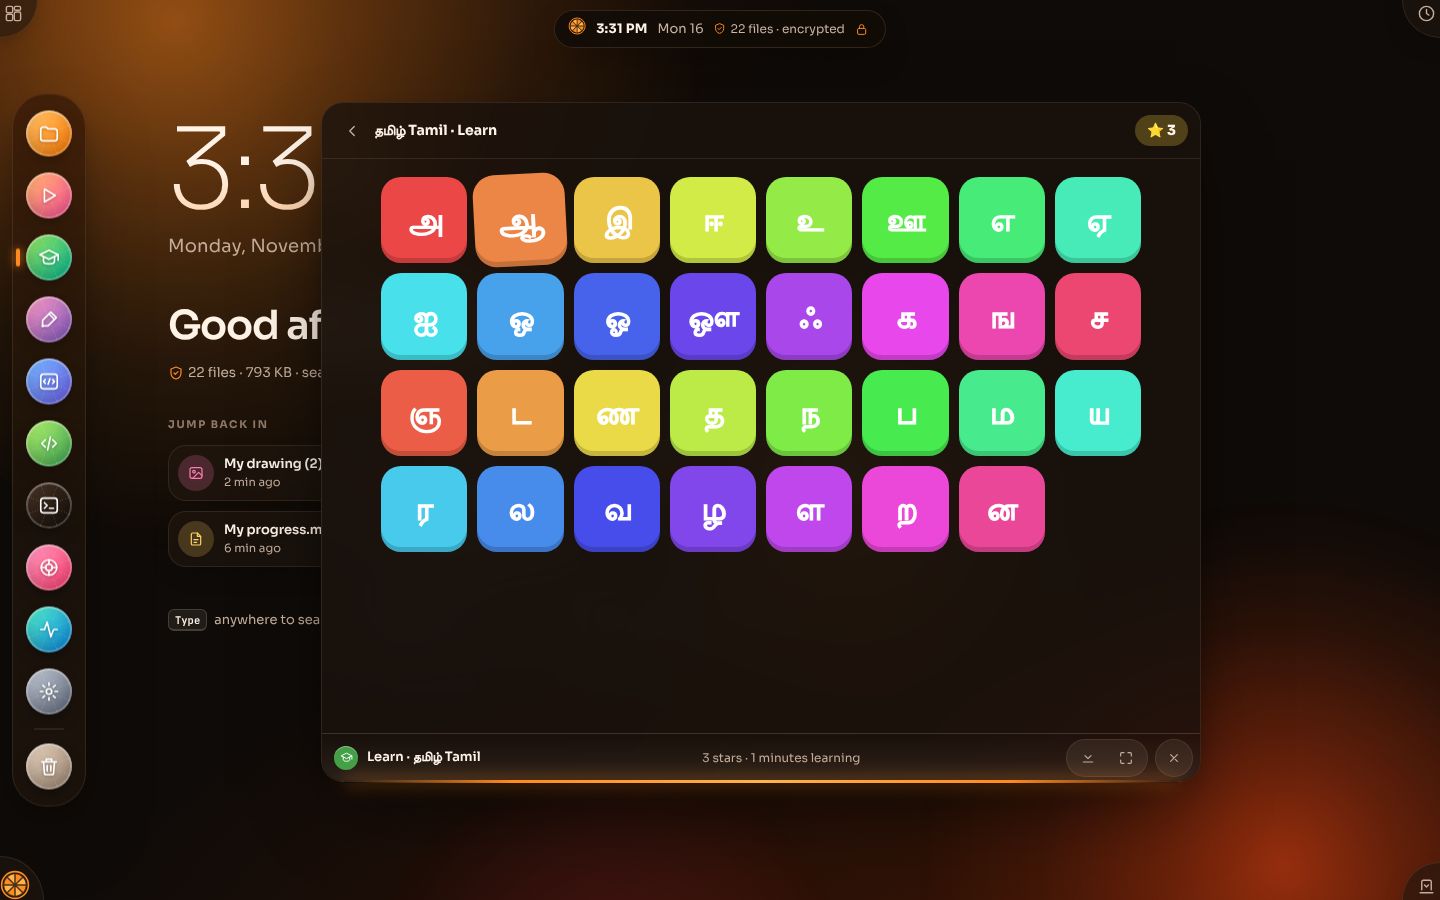 3:31 PM Mon 16 22 files · encrypted
தமிழ் Tamil · Learn
3
3:3
Monday, Novemb
Good af
22 files · 793 KB · sea
JUMP BACK IN
My drawing (2)
2 min ago
My progress.m
6 min ago
Type anywhere to sea
அ ஆ இ ஈ உ ஊ எ ஏ
ஐ ஒ ஓ ஔ ஃ க ங ச
ஞ ட ண த ந ப ம ய
ர ல வ ழ ள ற ன
Learn · தமிழ் Tamil
3 stars · 1 minutes learning